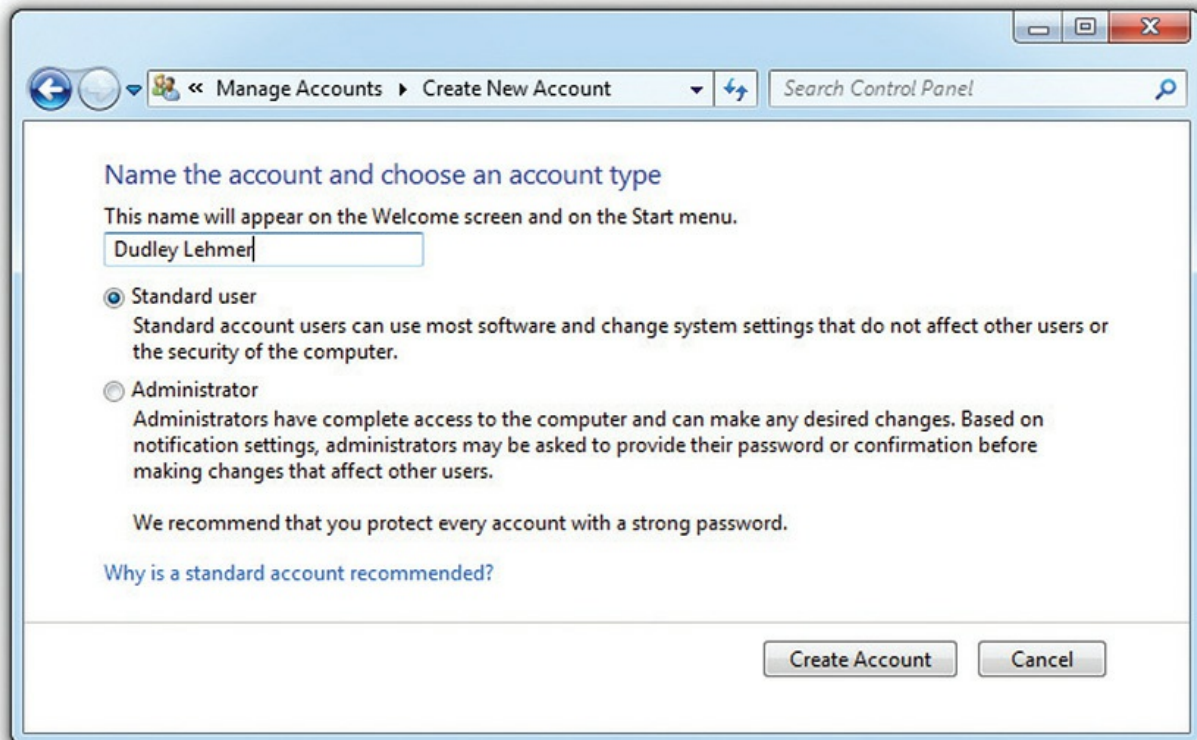 « Manage Accounts ▸ Create New Account
Search Control Panel
Name the account and choose an account type
This name will appear on the Welcome screen and on the Start menu.
Dudley Lehmer
Standard user
Standard account users can use most software and change system settings that do not affect other users or
the security of the computer.
Administrator
Administrators have complete access to the computer and can make any desired changes. Based on
notification settings, administrators may be asked to provide their password or confirmation before
making changes that affect other users.
We recommend that you protect every account with a strong password.
Why is a standard account recommended?
Create Account
Cancel